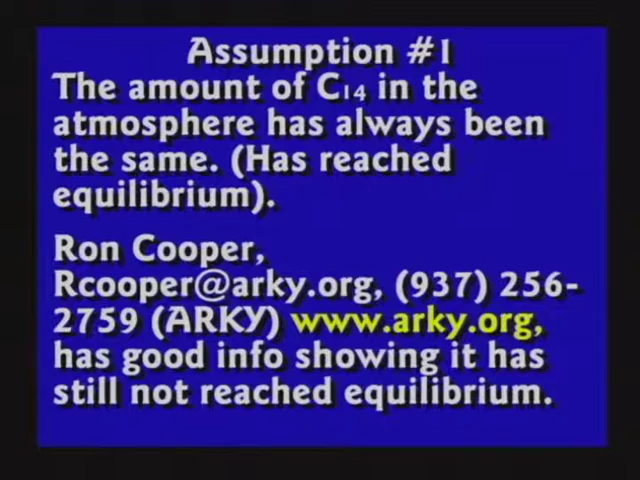 Assumption #1
The amount of C14 in the
atmosphere has always been
the same. (Has reached
equilibrium).
Ron Cooper,
Rcooper@arky.org, (937) 256-
2759 (ARKY) www.arky.org,
has good info showing it has
still not reached equilibrium.